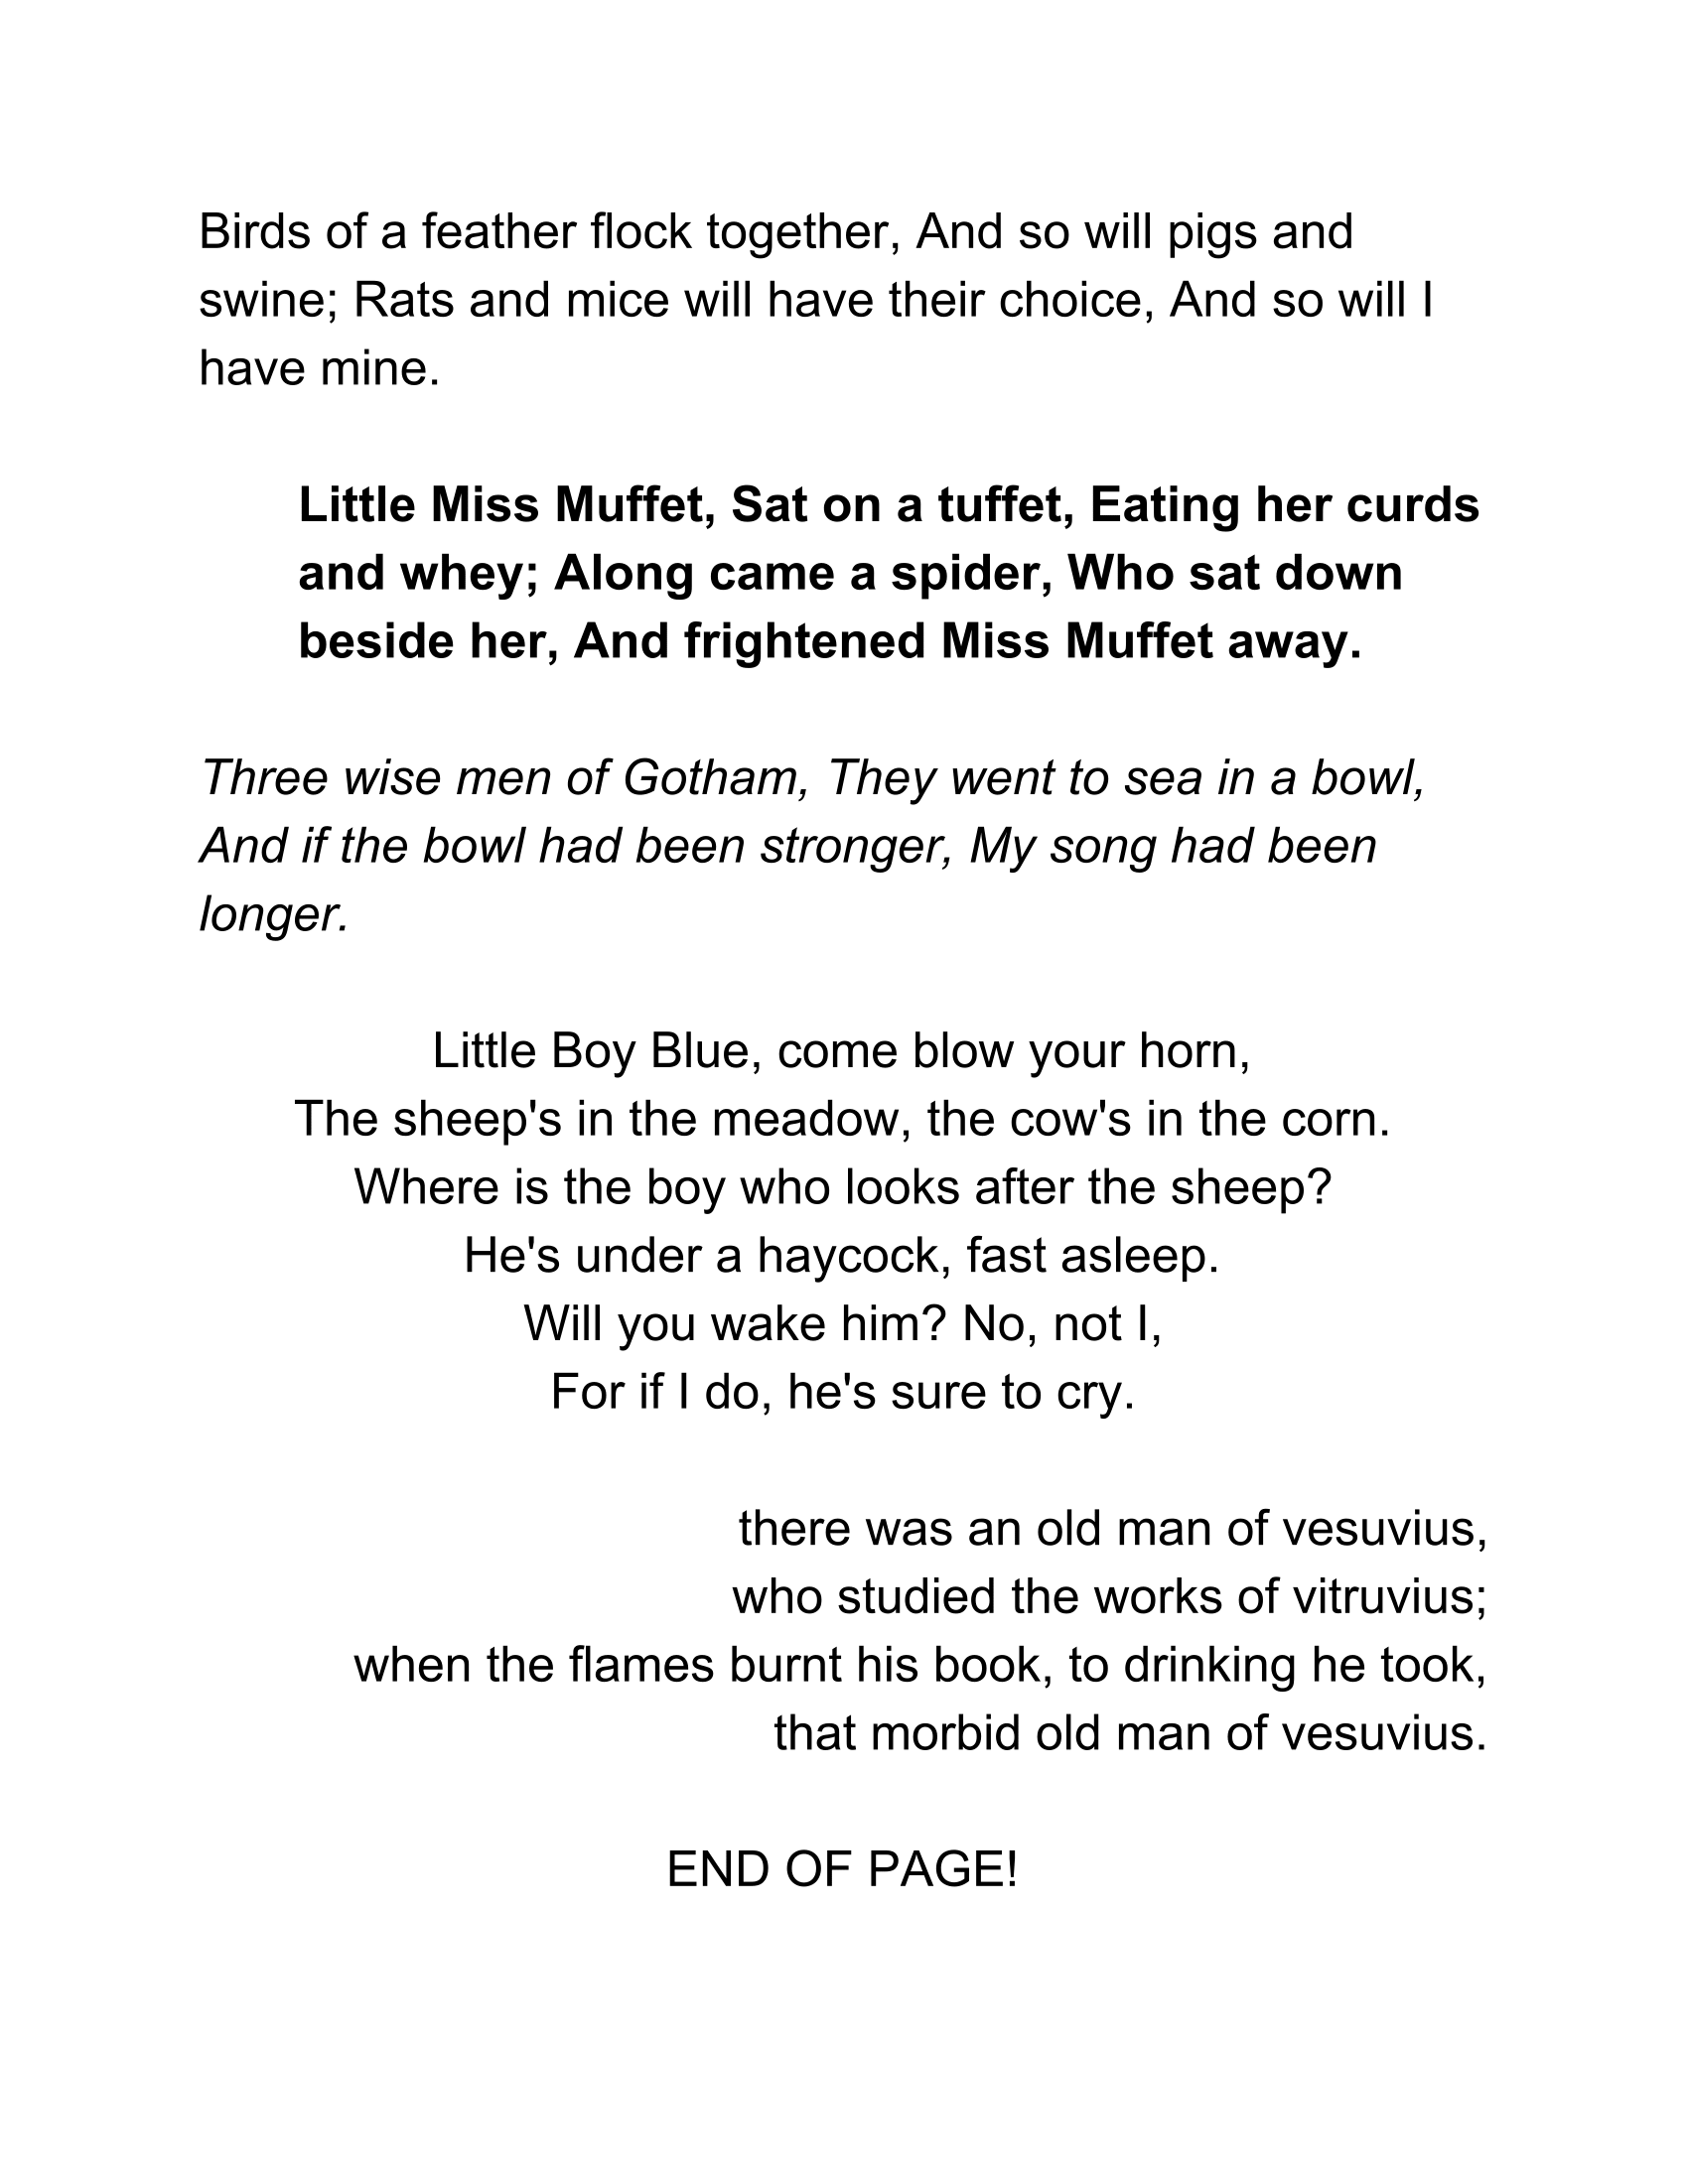 Birds of a feather flock together, And so will pigs and
swine; Rats and mice will have their choice, And so will I
have mine.
Little Miss Muffet, Sat on a tuffet, Eating her curds
and whey; Along came a spider, Who sat down
beside her, And frightened Miss Muffet away.
Three wise men of Gotham, They went to sea in a bowl,
And if the bowl had been stronger, My song had been
longer.
Little Boy Blue, come blow your horn,
The sheep's in the meadow, the cow's in the corn.
Where is the boy who looks after the sheep?
He's under a haycock, fast asleep.
Will you wake him? No, not I,
For if I do, he's sure to cry.
there was an old man of vesuvius,
who studied the works of vitruvius;
when the flames burnt his book, to drinking he took,
that morbid old man of vesuvius.
END OF PAGE!